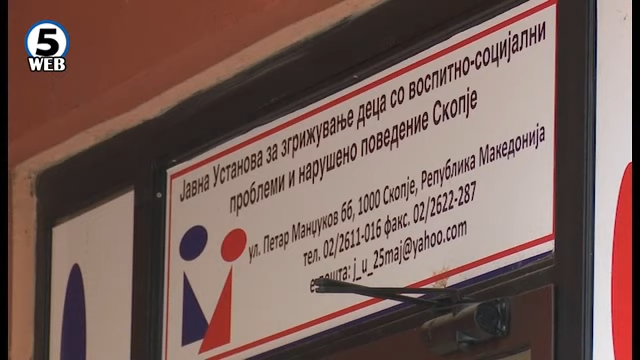 5
WEB
Јавна Установа за згрижување деца со воспитно-социјални
проблеми и нарушено поведение Скопје
ул. Петар Манџуков бб, 1000 Скопје, Република Македонија
тел. 02/2611-016 факс. 02/2622-287
е-пошта: j_u_25maj@yahoo.com